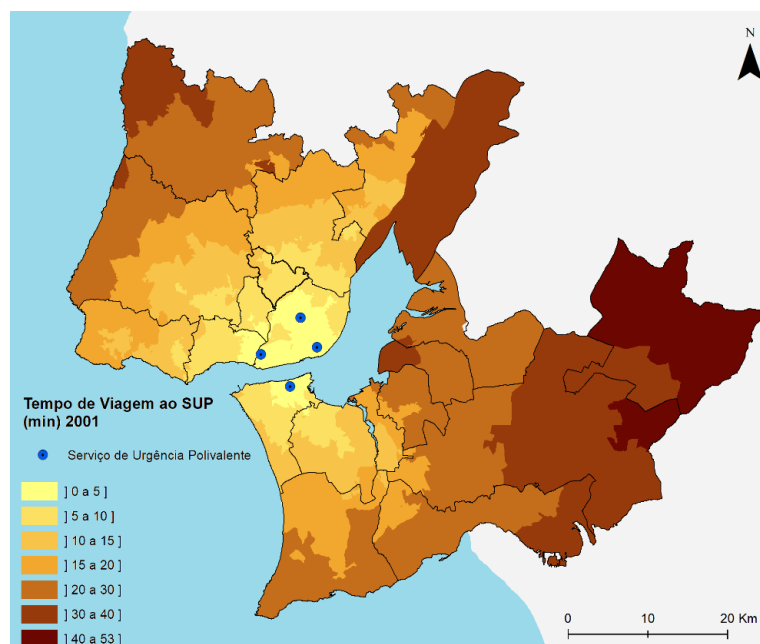 N
Tempo de Viagem ao SUP
(min) 2001
Serviço de Urgência Polivalente
] 0 a 5 ]
] 5 a 10 ]
] 10 a 15 ]
] 15 a 20 ]
] 20 a 30 ]
] 30 a 40 ]
] 40 a 53 ]
0 10 20 Km